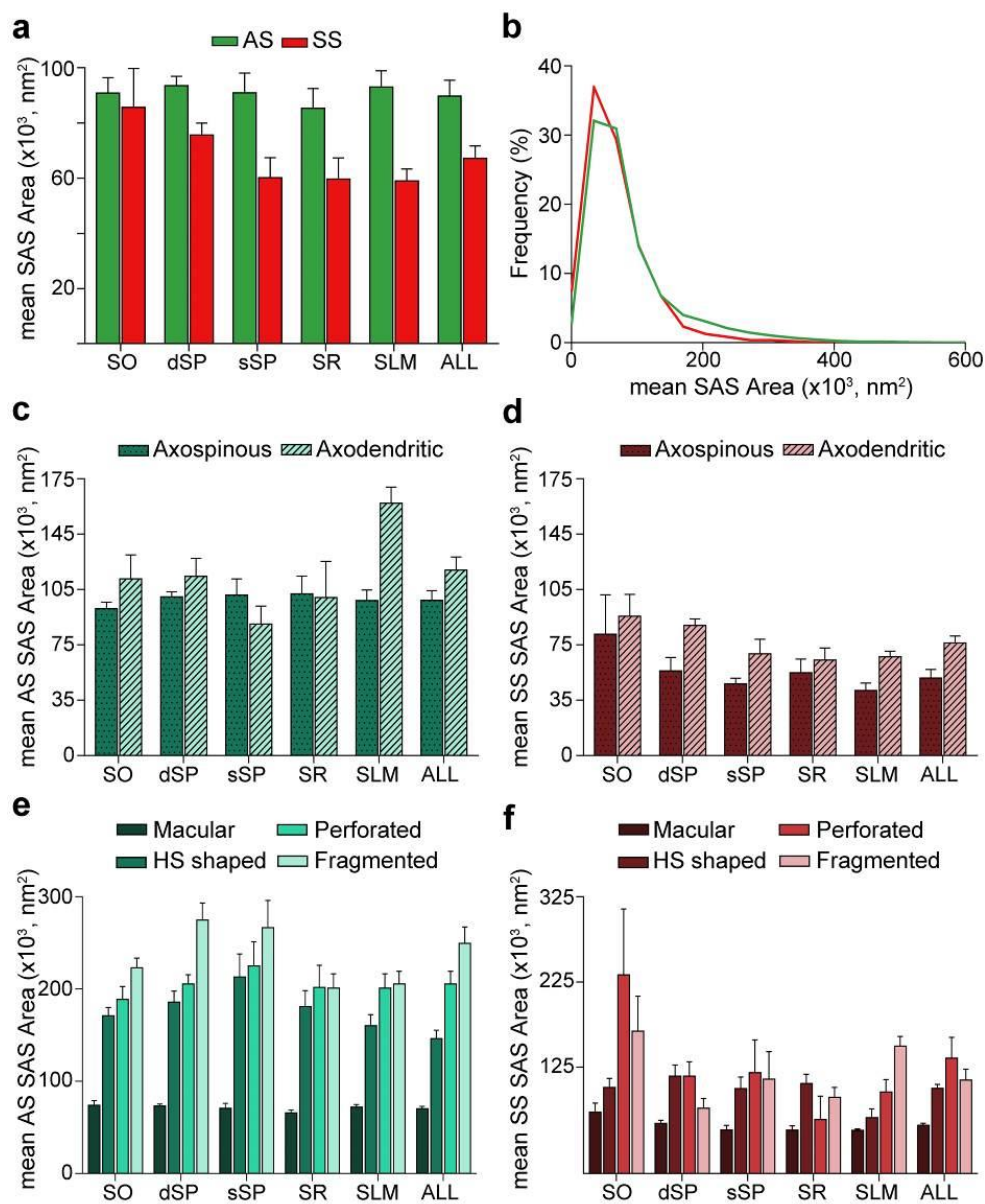 a
AS SS
mean SAS Area (x10³, nm²)
100
60
20
SO dSP sSP SR SLM ALL
b
Frequency (%)
40
30
20
10
0
0 200 400 600
mean SAS Area (x10³, nm²)
c
Axospinous Axodendritic
mean AS SAS Area (x10³, nm²)
175
145
105
75
35
0
SO dSP sSP SR SLM ALL
d
Axospinous Axodendritic
mean SS SAS Area (x10³, nm²)
175
145
105
75
35
0
SO dSP sSP SR SLM ALL
e
Macular Perforated
HS shaped Fragmented
mean AS SAS Area (x10³, nm²)
300
200
100
0
SO dSP sSP SR SLM ALL
f
Macular Perforated
HS shaped Fragmented
mean SS SAS Area (x10³, nm²)
325
225
125
SO dSP sSP SR SLM ALL